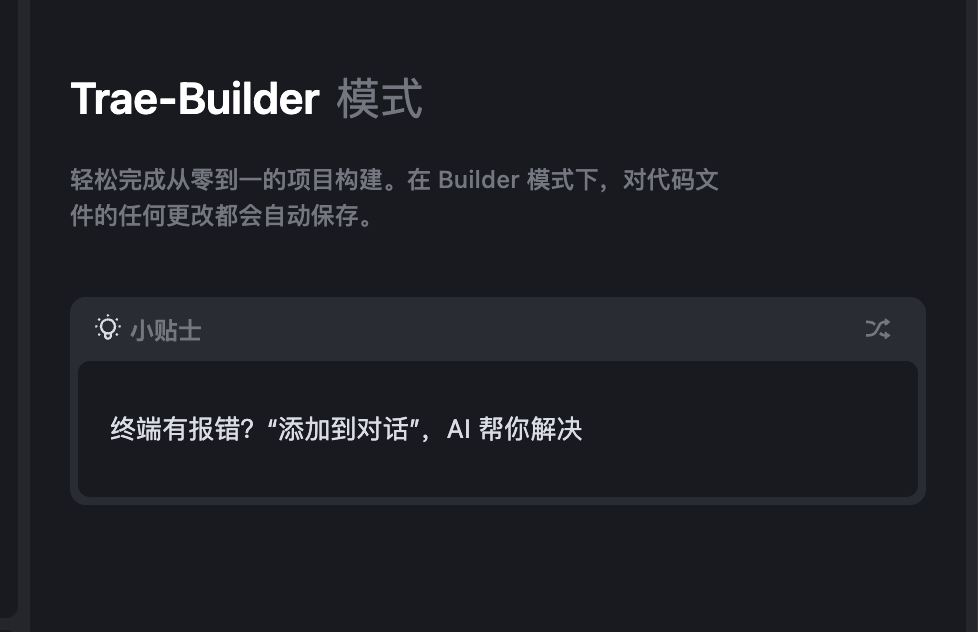 Trae-Builder 模式
轻松完成从零到一的项目构建。在 Builder 模式下，对代码文
件的任何更改都会自动保存。
小贴士
终端有报错？“添加到对话”，AI 帮你解决